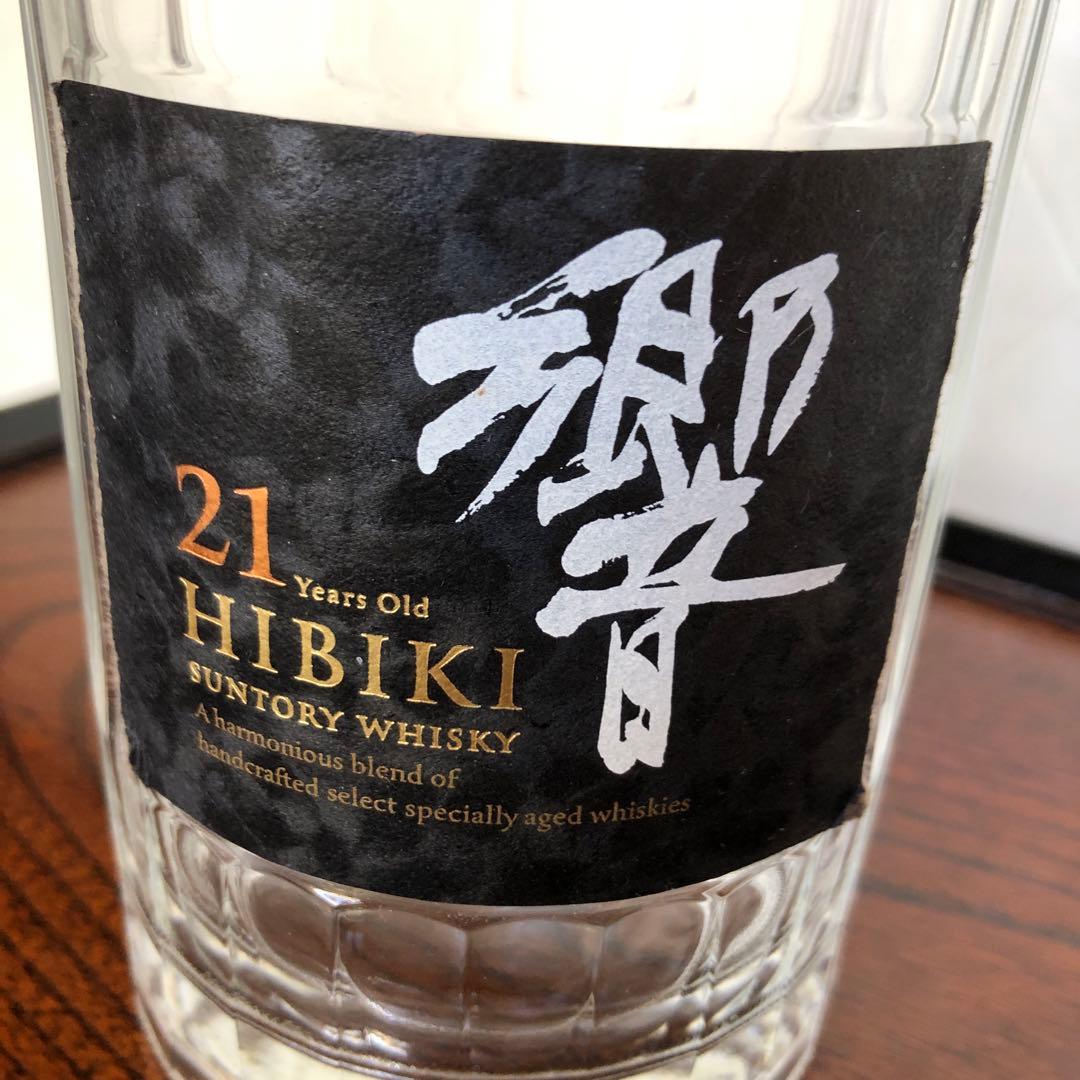 響
21 Years Old
HIBIKI
SUNTORY WHISKY
A harmonious blend of
handcrafted select specially aged whiskies